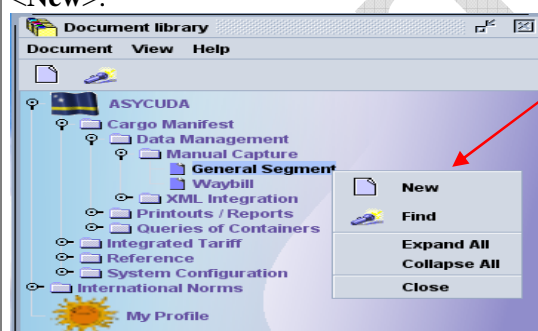 <New>.
Document library
Document View Help
ASYCUDA
Cargo Manifest
Data Management
Manual Capture
General Segment
Waybill
XML Integration
Printouts / Reports
Queries of Containers
Integrated Tariff
Reference
System Configuration
International Norms
My Profile
New
Find
Expand All
Collapse All
Close